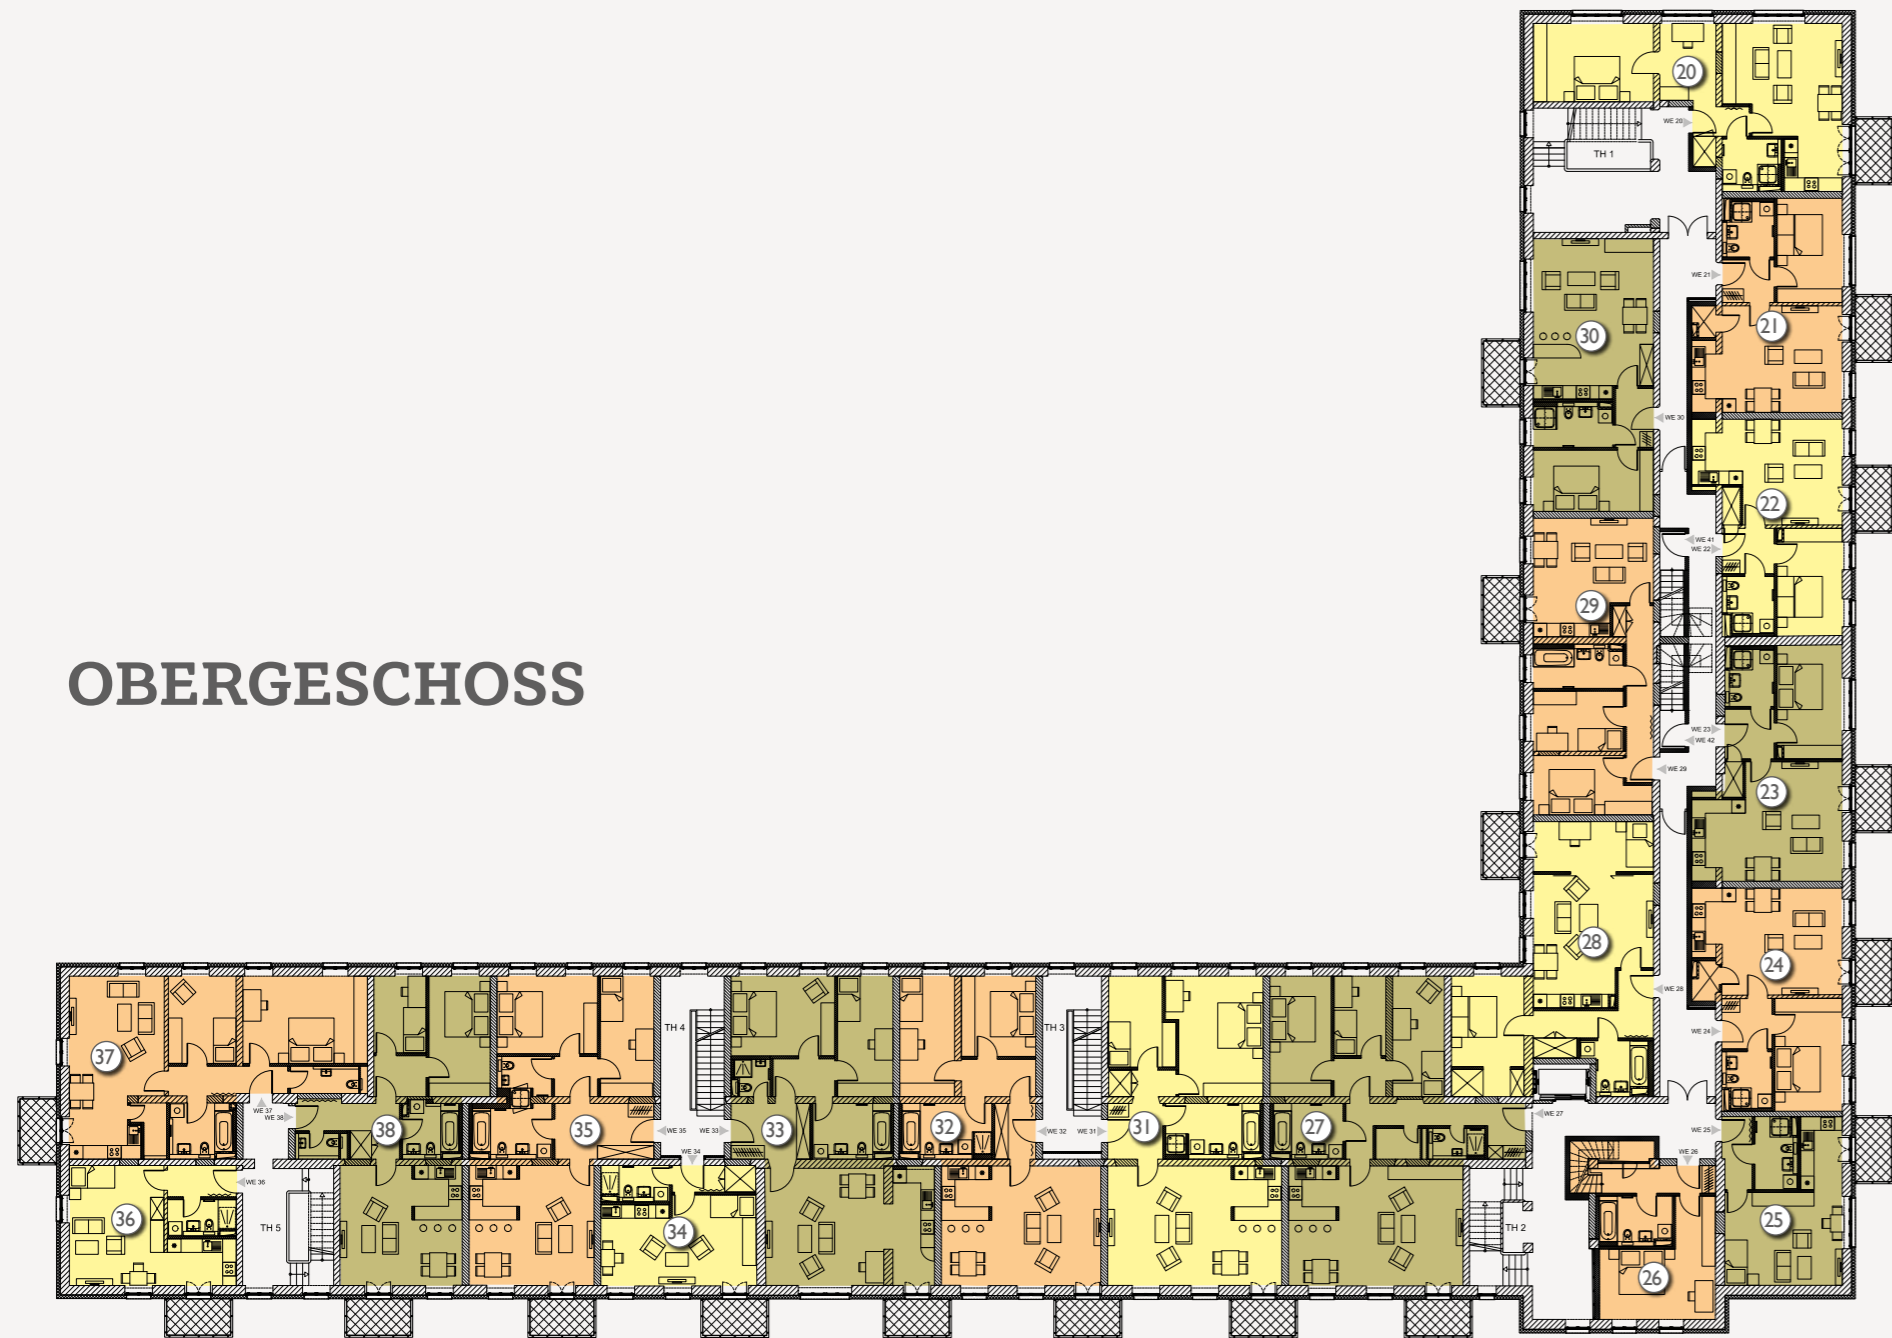 20
WE 20
TH 1
WE 21
21
30
WE 30
22
WE 41
WE 22
29
OBERGESCHOSS
WE 23
WE 42
WE 29
23
28
24
WE 28
WE 24
37
TH 4
TH 3
WE 37
WE 38
38
35
WE 35
WE 33
33
32
WE 32
WE 31
31
27
WE 27
WE 25
WE 34
WE 26
WE 36
36
TH 5
34
TH 2
25
26